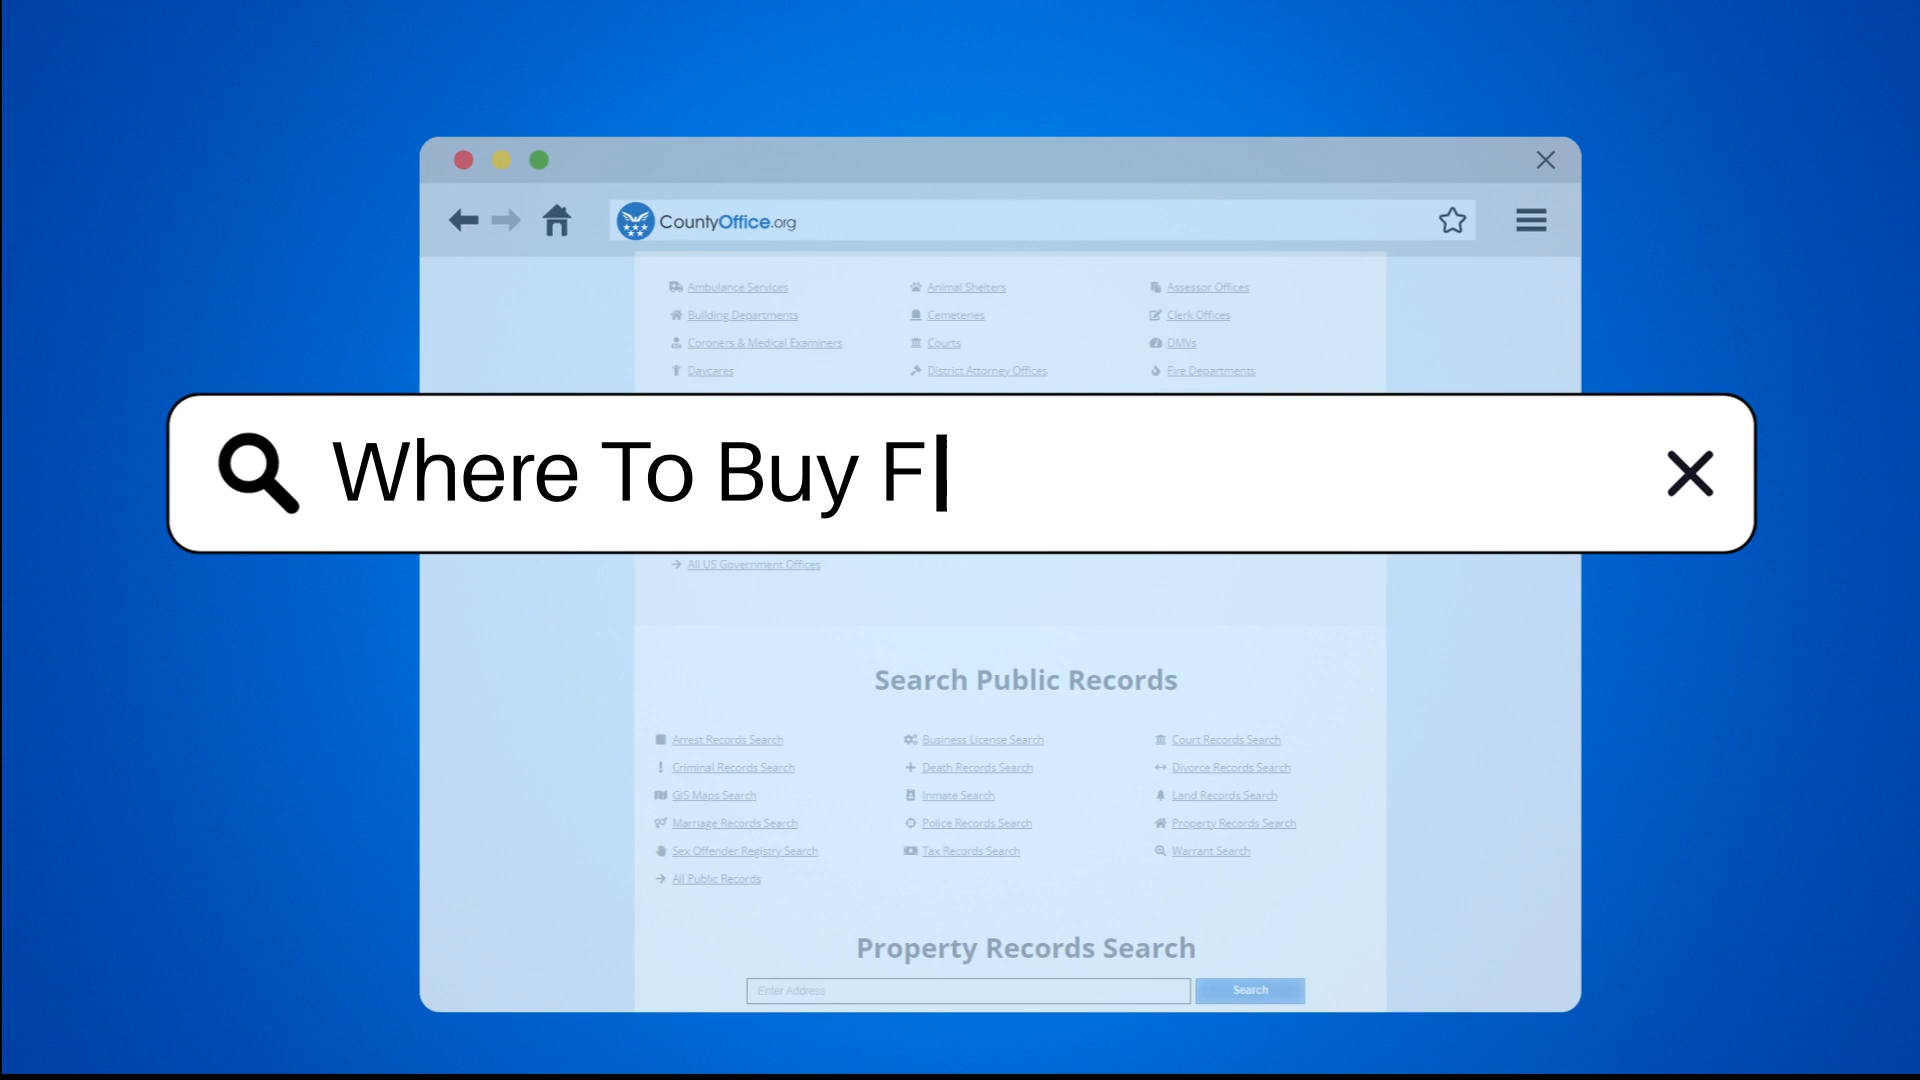 CountyOffice.org
Ambulance Services Animal Shelters Assessor Offices
Building Departments Cemeteries Clerk Offices
Coroners & Medical Examiners Courts DMVs
Daycares District Attorney Offices Fire Departments
Where To Buy F
All US Government Offices
Search Public Records
Arrest Records Search Business License Search Court Records Search
Criminal Records Search Death Records Search Divorce Records Search
GIS Maps Search Inmate Search Land Records Search
Marriage Records Search Police Records Search Property Records Search
Sex Offender Registry Search Tax Records Search Warrant Search
All Public Records
Property Records Search
Enter Address Search